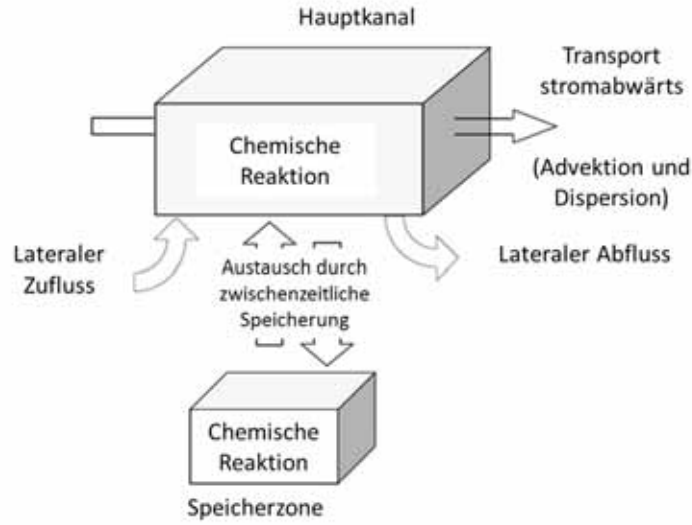 Hauptkanal
Transport
stromabwärts
Chemische
Reaktion
(Advektion und
Dispersion)
Lateraler
Zufluss
Lateraler Abfluss
Austausch durch
zwischenzeitliche
Speicherung
Chemische
Reaktion
Speicherzone